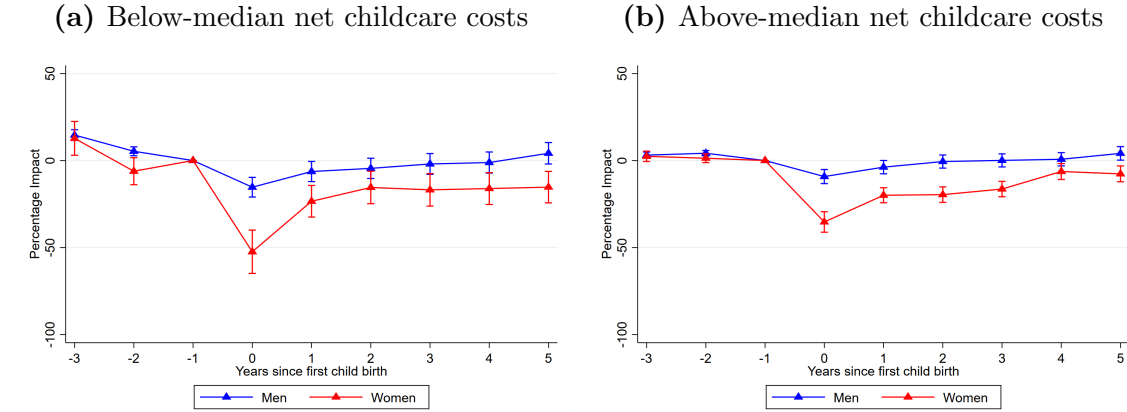 (a) Below-median net childcare costs
50
0
-50
-100
Percentage Impact
-3 -2 -1 0 1 2 3 4 5
Years since first child birth
Men Women
(b) Above-median net childcare costs
50
0
-50
-100
Percentage Impact
-3 -2 -1 0 1 2 3 4 5
Years since first child birth
Men Women